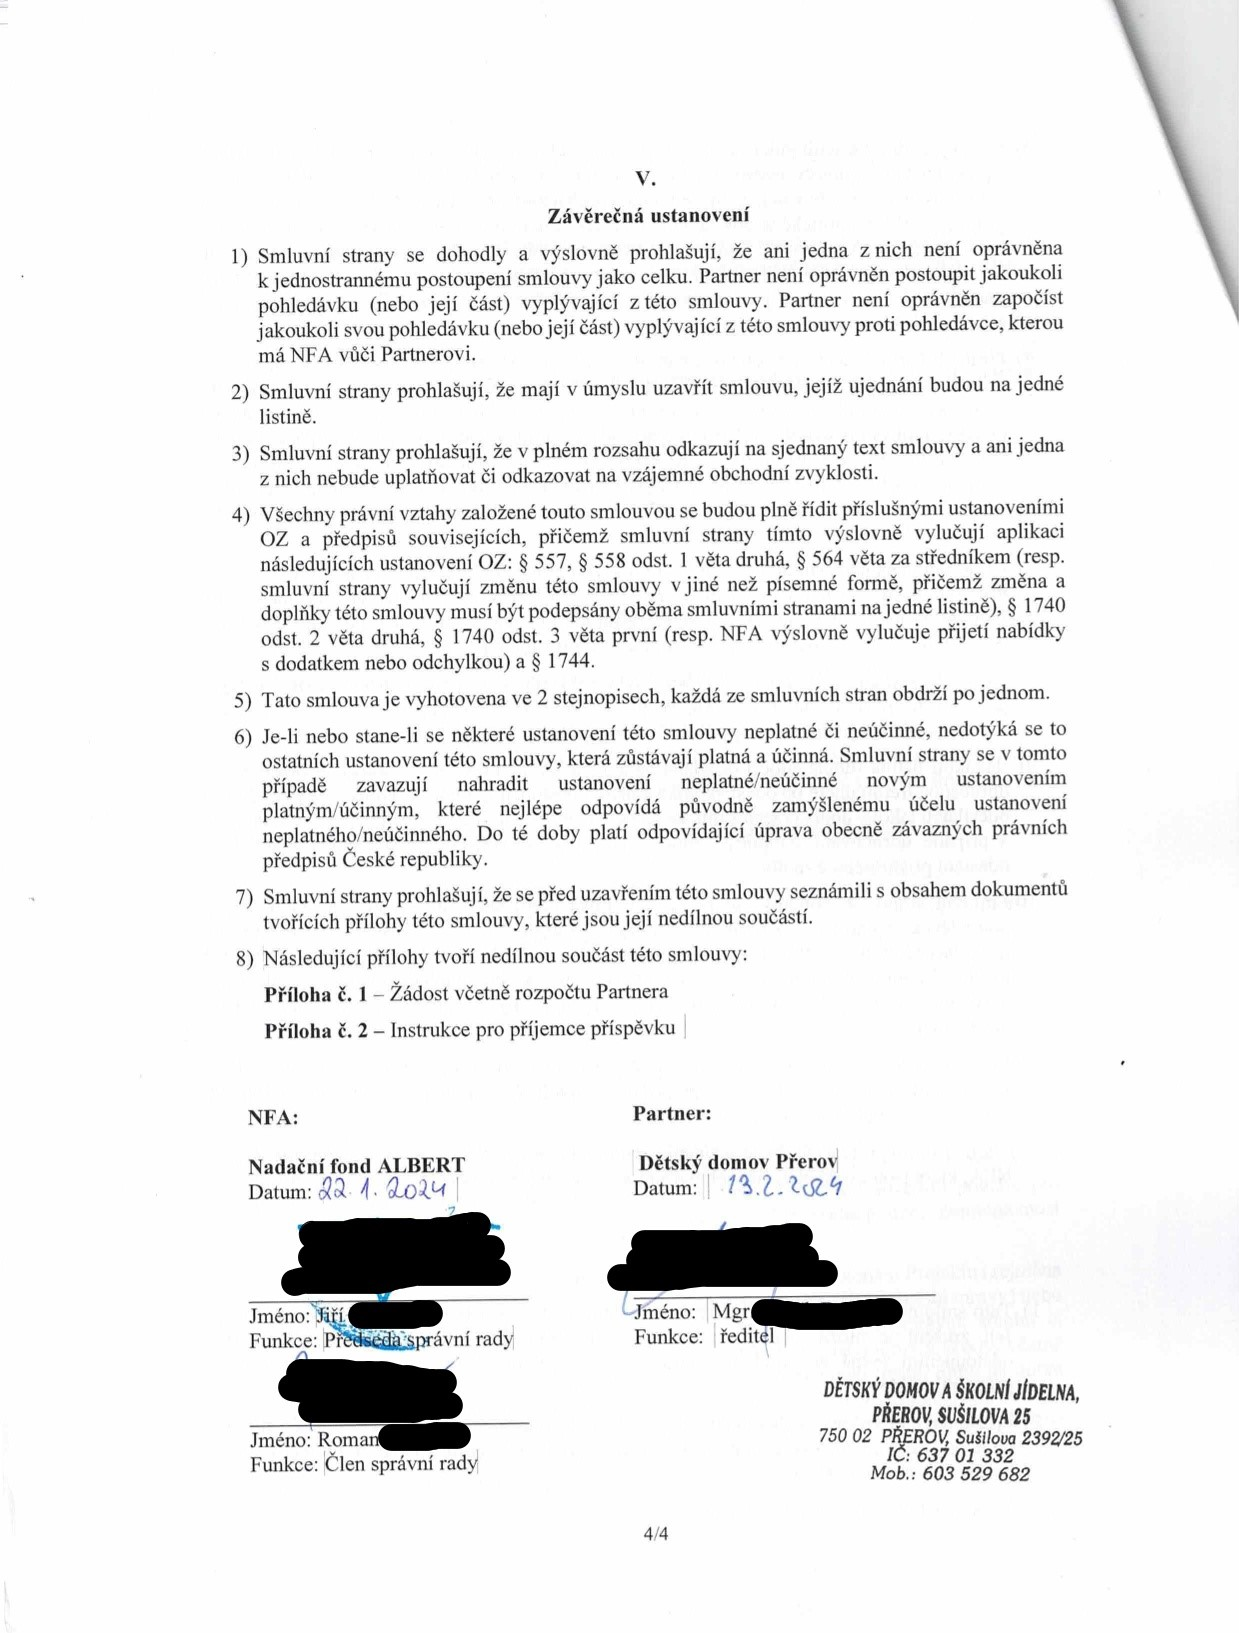 V.
Závěrečná ustanovení
1) Smluvní strany se dohodly a výslovně prohlašují, že ani jedna z nich není oprávněna
k jednostrannému postoupení smlouvy jako celku. Partner není oprávněn postoupit jakoukoli
pohledávku (nebo její část) vyplývající z této smlouvy. Partner není oprávněn započíst
jakoukoli svou pohledávku (nebo její část) vyplývající z této smlouvy proti pohledávce, kterou
má NFA vůči Partnerovi.
2) Smluvní strany prohlašují, že mají v úmyslu uzavřít smlouvu, jejíž ujednání budou na jedné
listině.
3) Smluvní strany prohlašují, že v plném rozsahu odkazují na sjednaný text smlouvy a ani jedna
z nich nebude uplatňovat či odkazovat na vzájemné obchodní zvyklosti.
4) Všechny právní vztahy založené touto smlouvou se budou plně řídit příslušnými ustanoveními
OZ a předpisů souvisejících, přičemž smluvní strany tímto výslovně vylučují aplikaci
následujících ustanovení OZ: § 557, § 558 odst. 1 věta druhá, § 564 věta za středníkem (resp.
smluvní strany vylučují změnu této smlouvy v jiné než písemné formě, přičemž změna a
doplňky této smlouvy musí být podepsány oběma smluvními stranami na jedné listině), § 1740
odst. 2 věta druhá, § 1740 odst. 3 věta první (resp. NFA výslovně vylučuje přijetí nabídky
s dodatkem nebo odchylkou) a § 1744.
5) Tato smlouva je vyhotovena ve 2 stejnopisech, každá ze smluvních stran obdrží po jednom.
6) Je-li nebo stane-li se některé ustanovení této smlouvy neplatné či neúčinné, nedotýká se to
ostatních ustanovení této smlouvy, která zůstávají platná a účinná. Smluvní strany se v tomto
případě zavazují nahradit ustanovení neplatné/neúčinné novým ustanovením
platným/účinným, které nejlépe odpovídá původně zamýšlenému účelu ustanovení
neplatného/neúčinného. Do té doby platí odpovídající úprava obecně závazných právních
předpisů České republiky.
7) Smluvní strany prohlašují, že se před uzavřením této smlouvy seznámili s obsahem dokumentů
tvořících přílohy této smlouvy, které jsou její nedílnou součástí.
8) Následující přílohy tvoří nedílnou součást této smlouvy:
Příloha č. 1 – Žádost včetně rozpočtu Partnera
Příloha č. 2 – Instrukce pro příjemce příspěvku
NFA:
Nadační fond ALBERT
Datum: 22.1.2024
Jméno: Jiří
Funkce: Předseda správní rady
Jméno: Roman
Funkce: Člen správní rady
Partner:
Dětský domov Přerov
Datum: 13.2.2024
Jméno: Mgr
Funkce: ředitel
DĚTSKÝ DOMOV A ŠKOLNÍ JÍDELNA,
PŘEROV, SUŠILOVA 25
750 02 PŘEROV, Sušilova 2392/25
IČ: 637 01 332
Mob.: 603 529 682
4/4